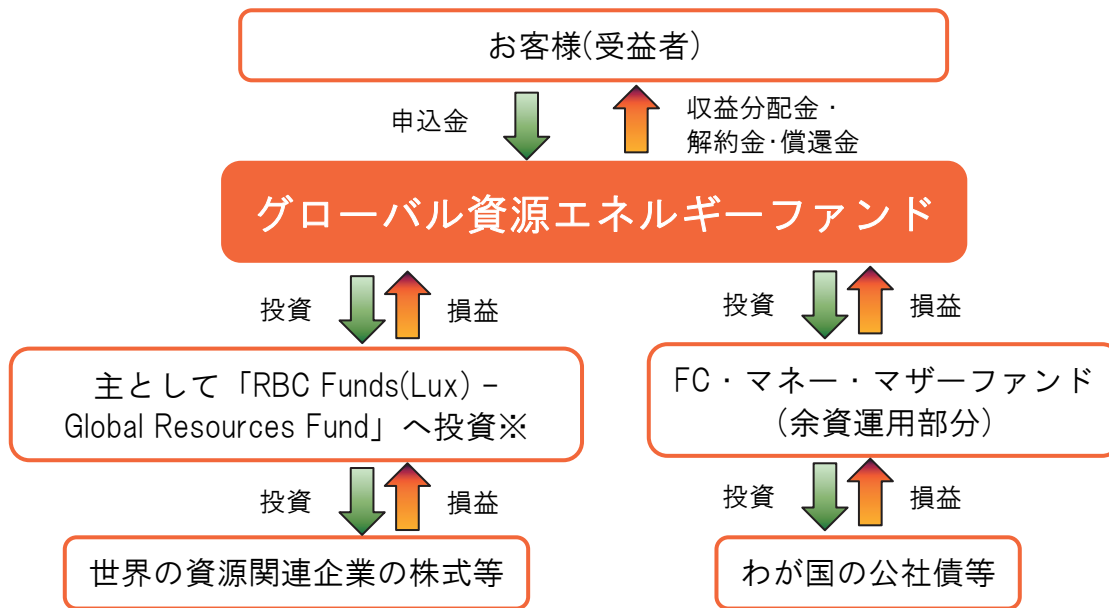 お客様(受益者)
申込金
収益分配金・
解約金・償還金
グローバル資源エネルギーファンド
投資
損益
投資
損益
主として「RBC Funds(Lux) -
Global Resources Fund」へ投資※
FC・マネー・マザーファンド
(余資運用部分)
投資
損益
投資
損益
世界の資源関連企業の株式等
わが国の公社債等